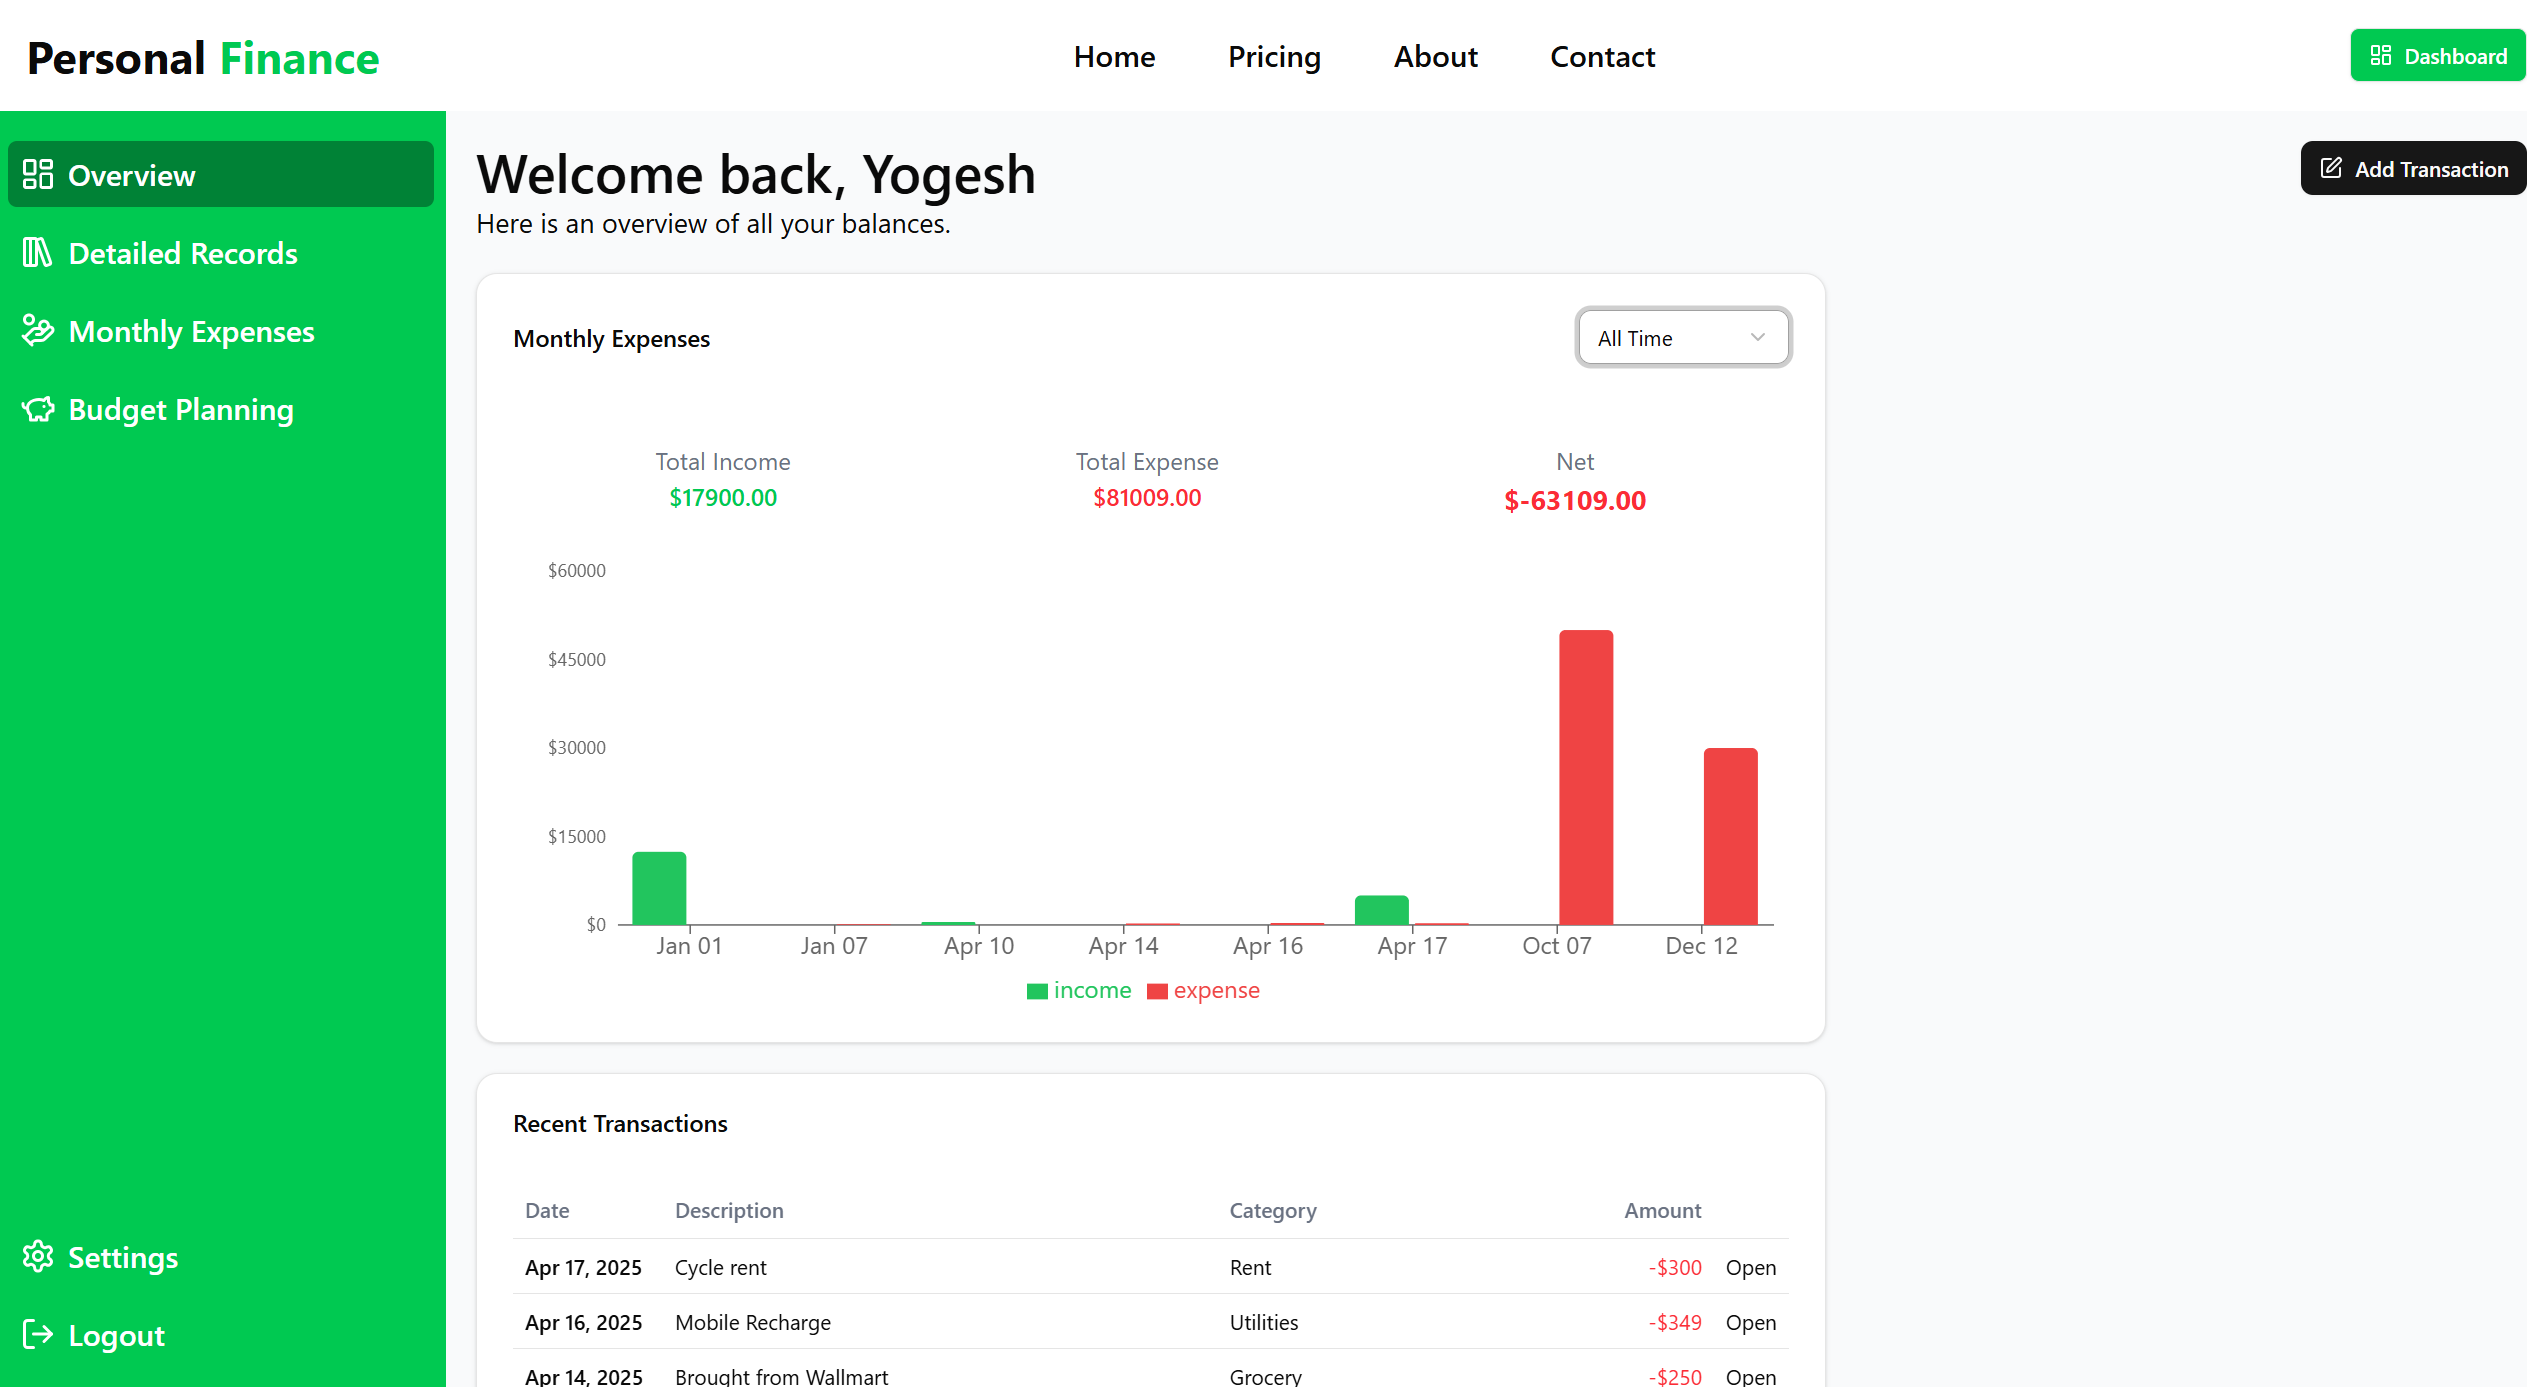 Personal Finance
Home Pricing About Contact
Dashboard
Overview
Detailed Records
Monthly Expenses
Budget Planning
Settings
Logout
Welcome back, Yogesh
Here is an overview of all your balances.
Add Transaction
Monthly Expenses
All Time
Total Income Total Expense Net
$17900.00 $81009.00 $-63109.00
$60000
$45000
$30000
$15000
$0
Jan 01 Jan 07 Apr 10 Apr 14 Apr 16 Apr 17 Oct 07 Dec 12
income expense
Recent Transactions
Date Description Category Amount
Apr 17, 2025 Cycle rent Rent -$300 Open
Apr 16, 2025 Mobile Recharge Utilities -$349 Open
Apr 14, 2025 Brought from Wallmart Grocery -$250 Open